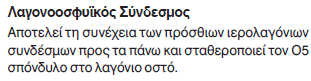 Λαγονοοσφυϊκός Σύνδεσμος
Αποτελεί τη συνέχεια των πρόσθιων ιερολαγόνιων
συνδέσμων προς τα πάνω και σταθεροποιεί τον Ο5
σπόνδυλο στο λαγόνιο οστό.